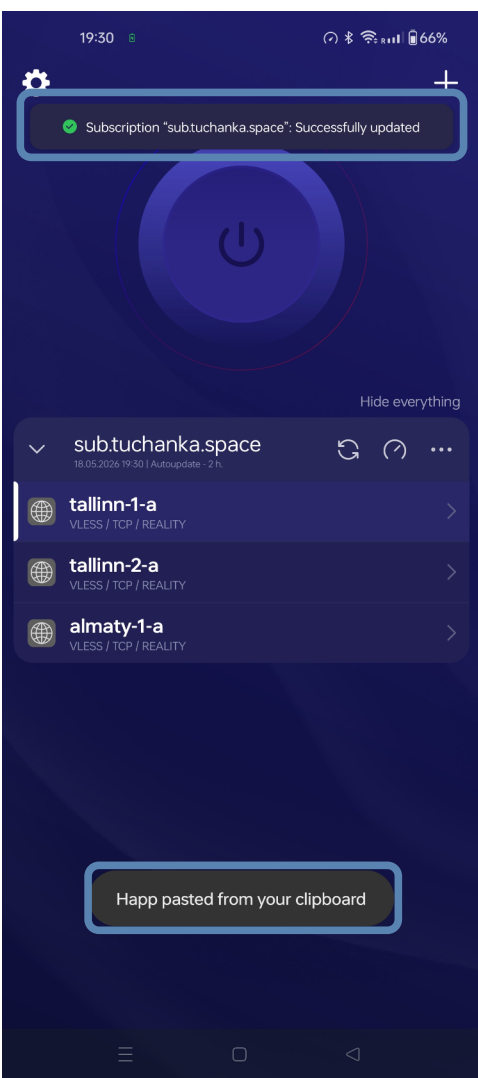 19:30
R
66%
Subscription “sub.tuchanka.space”: Successfully updated
Hide everything
sub.tuchanka.space
18.05.2026 19:30 | Autoupdate - 2 h.
tallinn-1-a
VLESS / TCP / REALITY
tallinn-2-a
VLESS / TCP / REALITY
almaty-1-a
VLESS / TCP / REALITY
Happ pasted from your clipboard